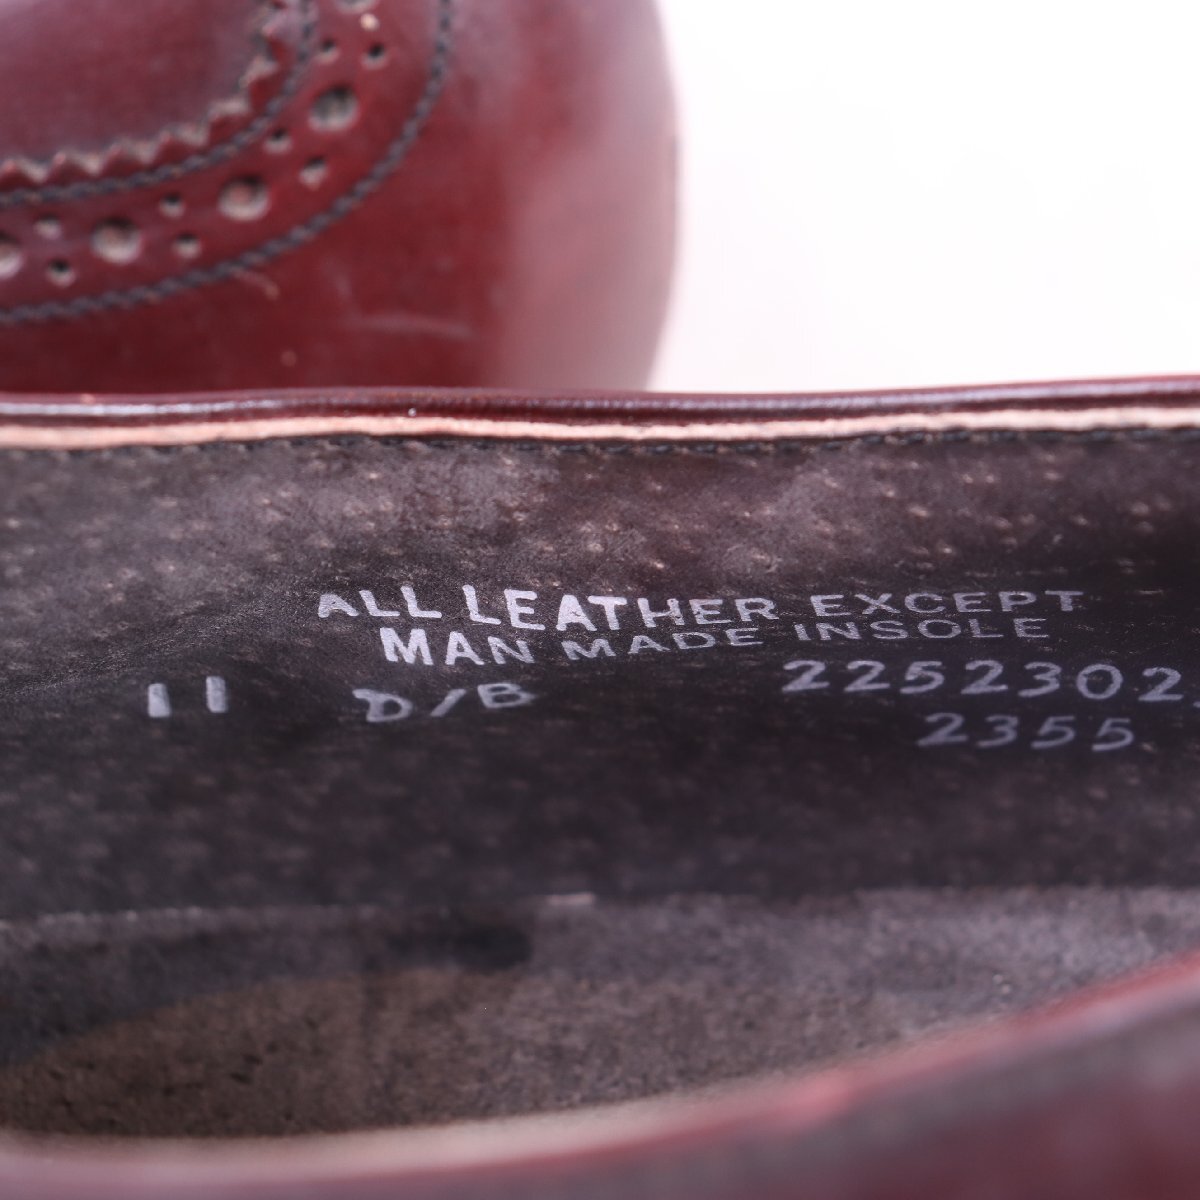 ALL LEATHER EXCEPT
MAN MADE INSOLE
11 D/B 2252302
2355